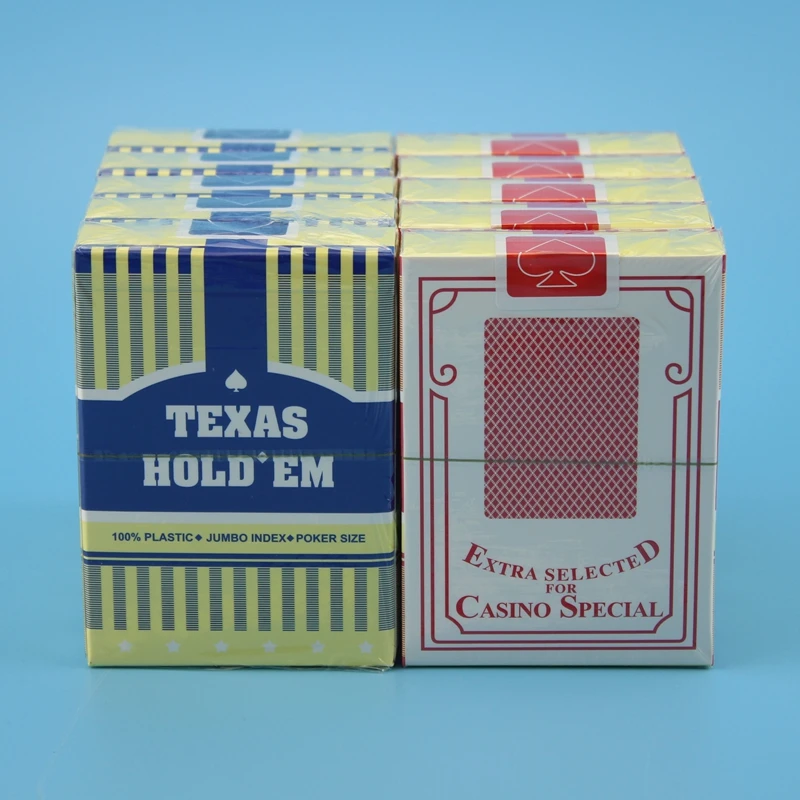 TEXAS
HOLD'EM
100% PLASTIC◆ JUMBO INDEX◆POKER SIZE
EXTRA SELECTED
FOR
CASINO SPECIAL